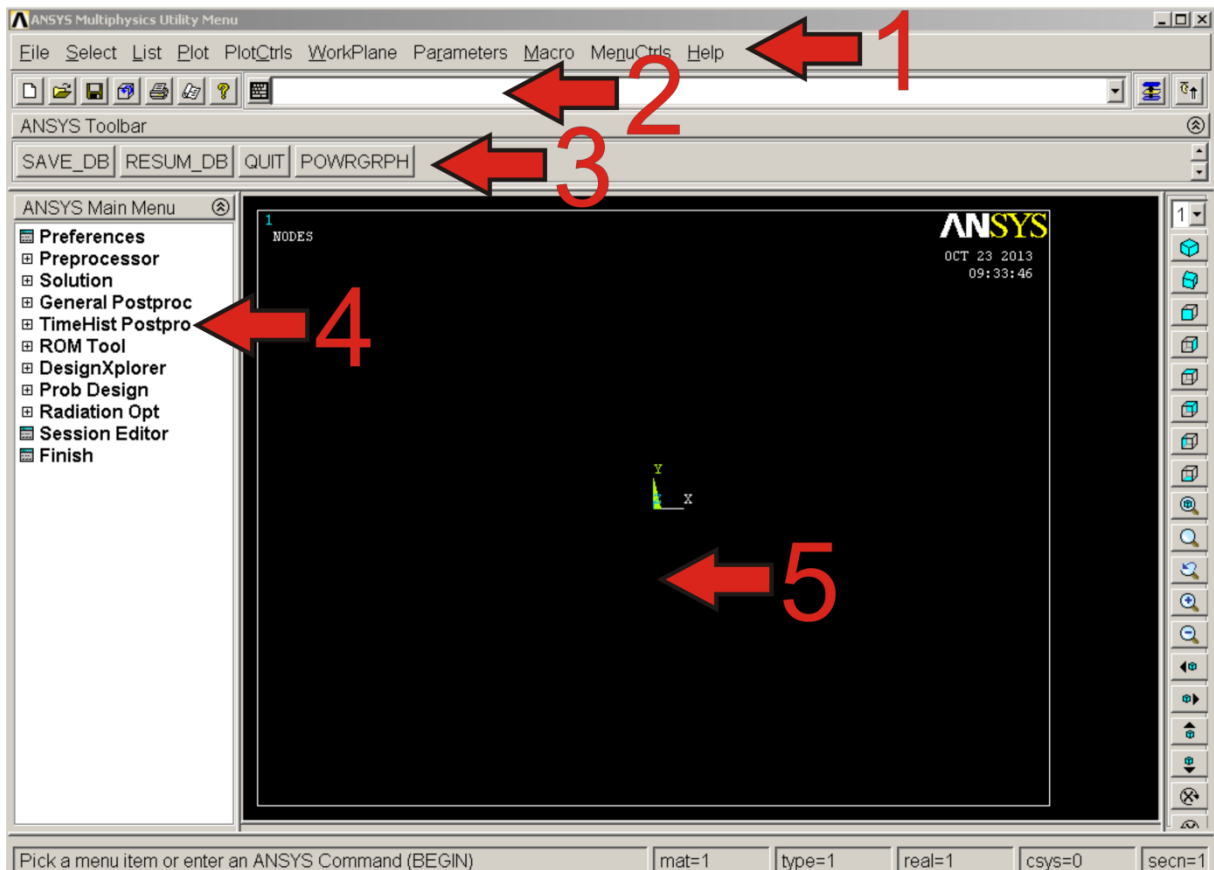 ANSYS Multiphysics Utility Menu
File Select List Plot PlotCtrls WorkPlane Parameters Macro MenuCtrls Help
1
2
ANSYS Toolbar
SAVE_DB RESUM_DB QUIT POWRGRPH
3
ANSYS Main Menu
Preferences
Preprocessor
Solution
General Postproc
TimeHist Postpro
ROM Tool
DesignXplorer
Prob Design
Radiation Opt
Session Editor
Finish
4
1
NODES
ANSYS
OCT 23 2013
09:33:46
Y
X
5
1
Pick a menu item or enter an ANSYS Command (BEGIN) mat=1 type=1 real=1 csys=0 secn=1